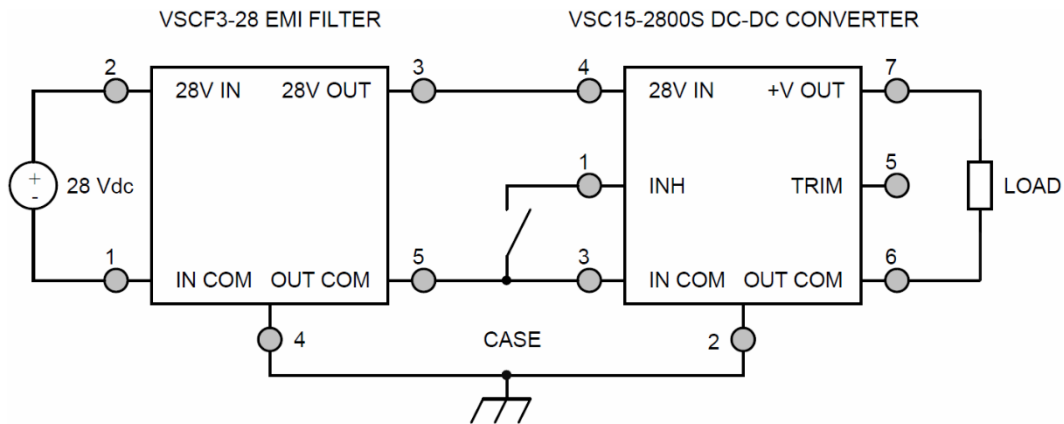 VSCF3-28 EMI FILTER
VSC15-2800S DC-DC CONVERTER
2
28V IN
28V OUT
3
4
28V IN
+V OUT
7
+
-
28 Vdc
1
INH
TRIM
5
LOAD
1
IN COM
OUT COM
5
3
IN COM
OUT COM
6
4
CASE
2